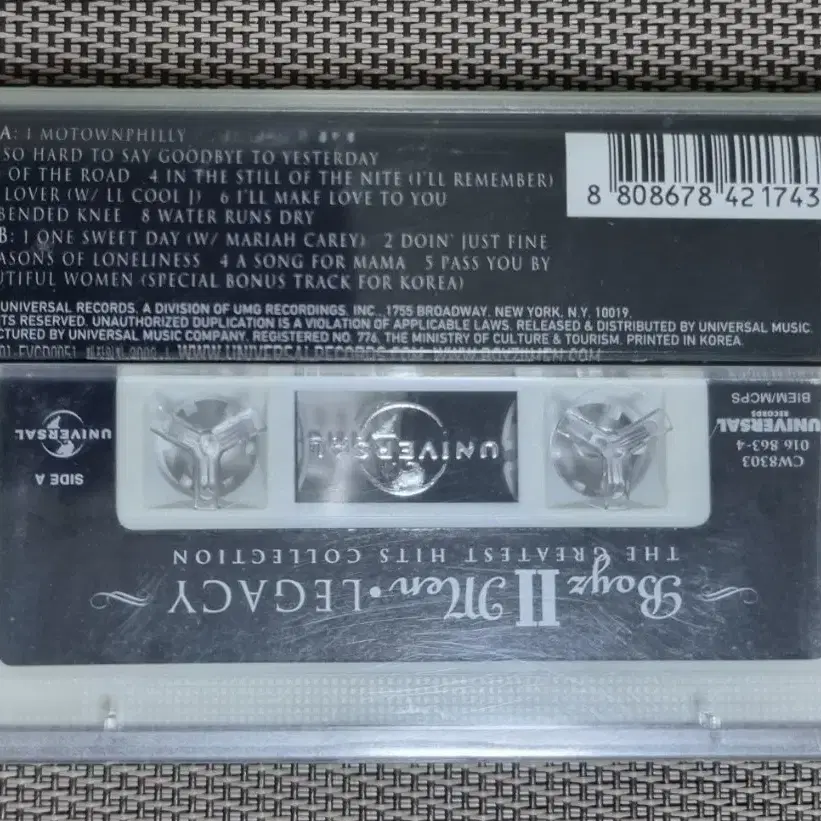 A: 1 MOTOWNPHILLY
SO HARD TO SAY GOODBYE TO YESTERDAY
OF THE ROAD 4 IN THE STILL OF THE NITE (I'LL REMEMBER)
LOVER (W/ LL COOL J) 6 I'LL MAKE LOVE TO YOU
BENDED KNEE 8 WATER RUNS DRY
B: 1 ONE SWEET DAY (W/ MARIAH CAREY) 2 DOIN' JUST FINE
ASONS OF LONELINESS 4 A SONG FOR MAMA 5 PASS YOU BY
UTIFUL WOMEN (SPECIAL BONUS TRACK FOR KOREA)
8 808678 421743
UNIVERSAL RECORDS, A DIVISION OF UMG RECORDINGS, INC., 1755 BROADWAY, NEW YORK, N.Y. 10019.
TS RESERVED. UNAUTHORIZED DUPLICATION IS A VIOLATION OF APPLICABLE LAWS. RELEASED & DISTRIBUTED BY UNIVERSAL MUSIC.
CTURED BY UNIVERSAL MUSIC COMPANY. REGISTERED NO. 776, THE MINISTRY OF CULTURE & TOURISM. PRINTED IN KOREA.
WWW.UNIVERSALRECORDS.COM WWW.BOYZIIMEN.COM
Boyz II Men • LEGACY
THE GREATEST HITS COLLECTION
CW8303
016 863-4
UNIVERSAL
RECORDS
BIEM/MCPS
UNIVERSAL
SIDE A
UNIVERSAL